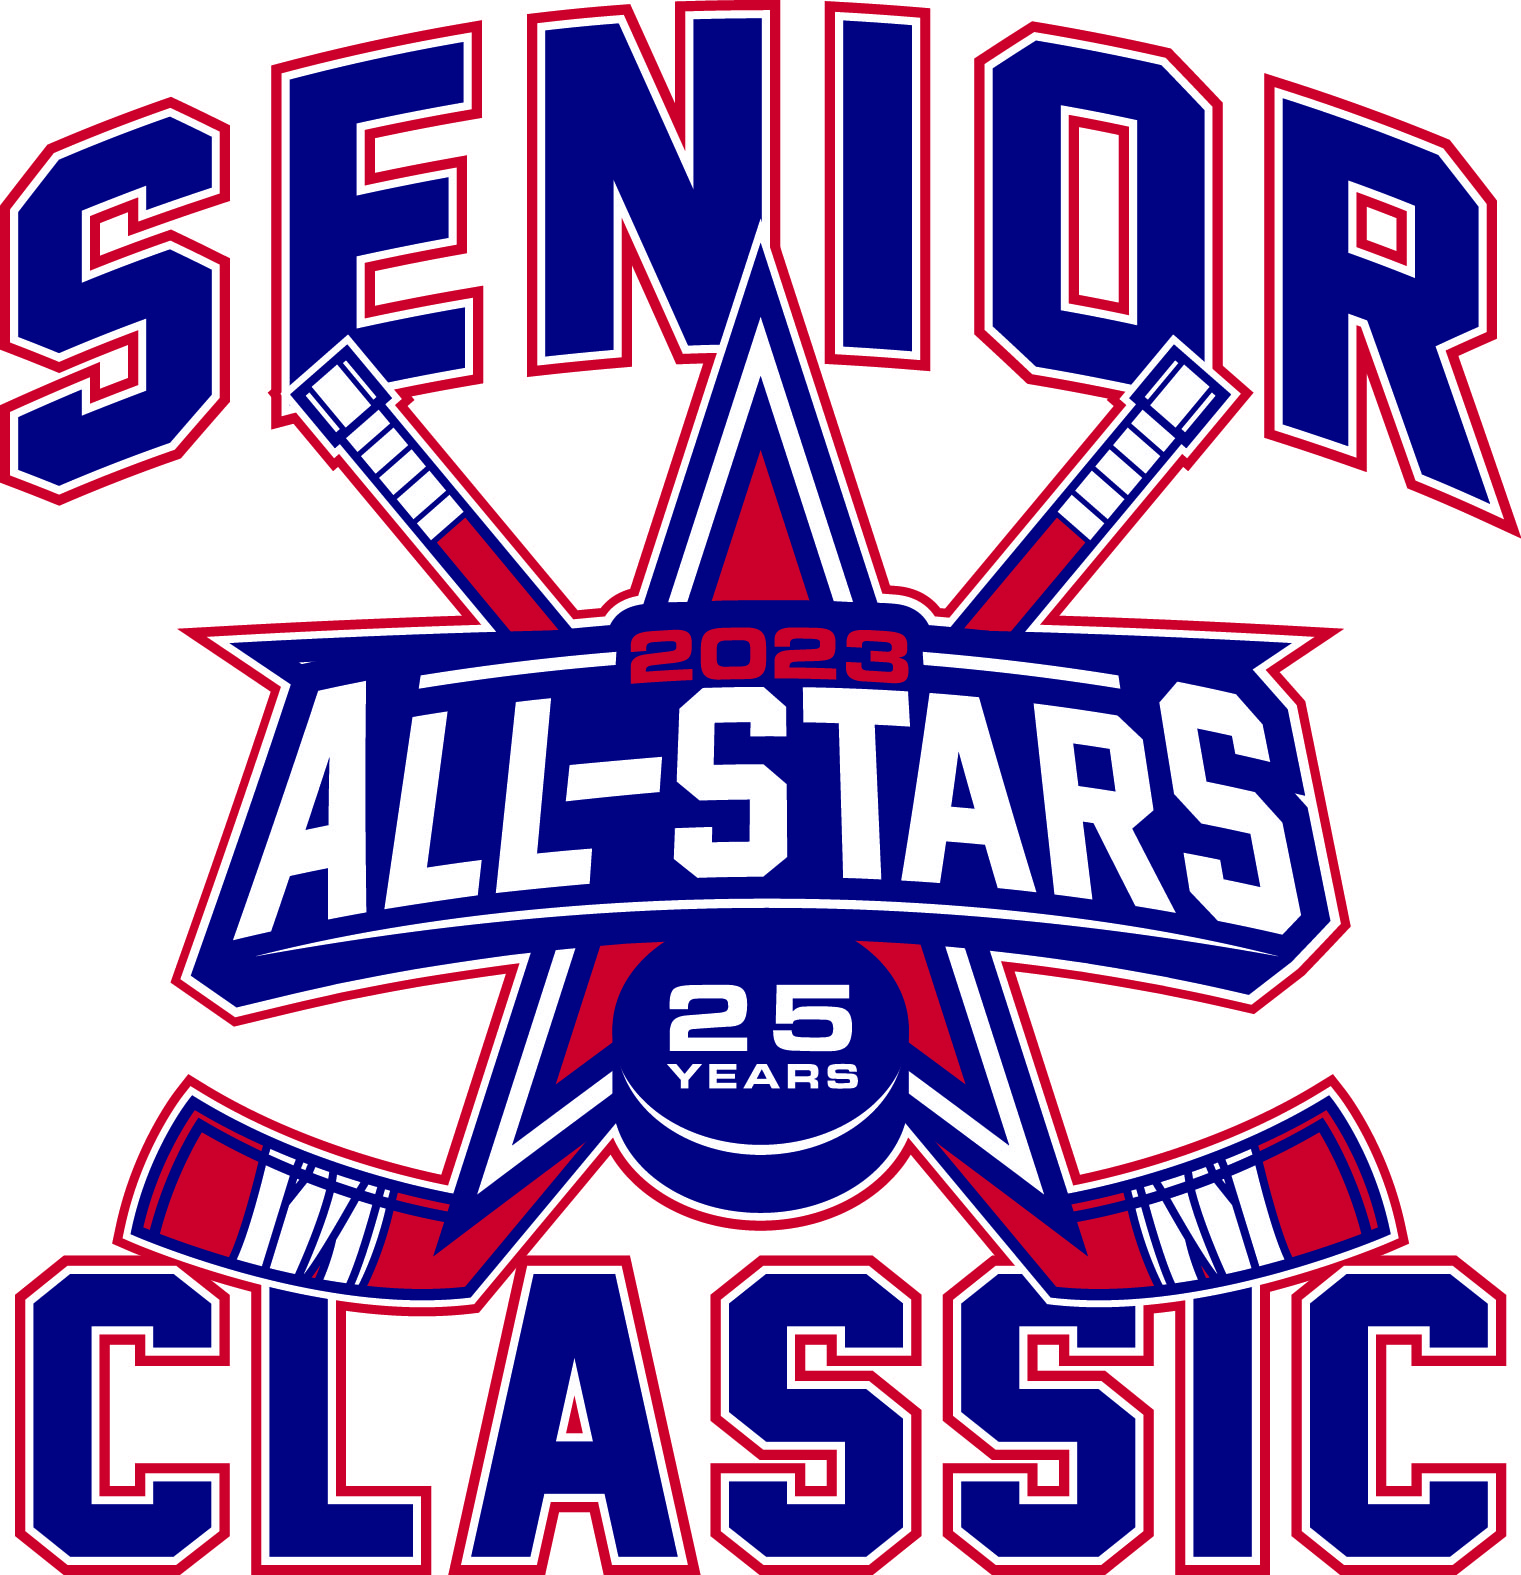 SENIOR
2023
ALL-STARS
25
YEARS
CLASSIC